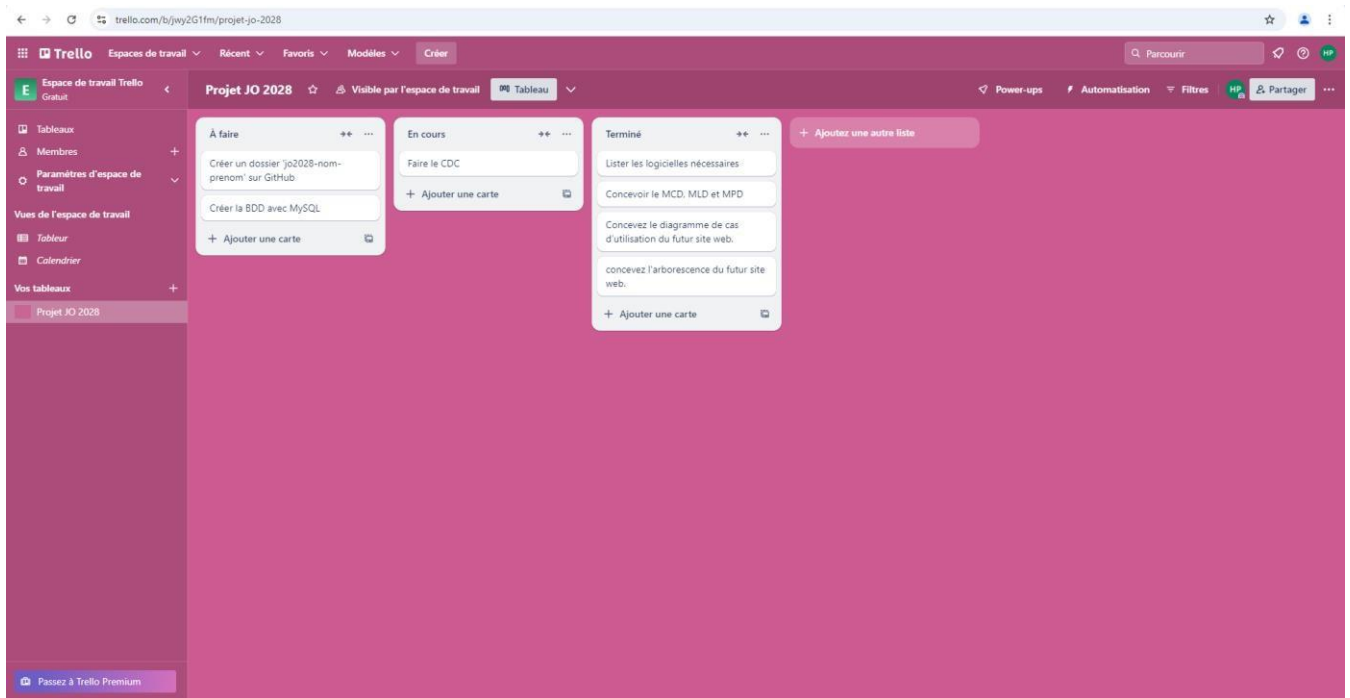 trello.com/b/jwy2G1fm/projet-jo-2028
Trello Espaces de travail Récent Favoris Modèles Créer Parcourir HP
E Espace de travail Trello
Gratuit
Projet JO 2028 Visible par l'espace de travail Tableau Power-ups Automatisation Filtres HP Partager
Tableaux
Membres
Paramètres d'espace de
travail
Vues de l'espace de travail
Tableur
Calendrier
Vos tableaux
Projet JO 2028
Passez à Trello Premium
À faire
Créer un dossier 'jo2028-nom-
prenom' sur GitHub
Créer la BDD avec MySQL
Ajouter une carte
En cours
Faire le CDC
Ajouter une carte
Terminé
Lister les logicielles nécessaires
Concevoir le MCD, MLD et MPD
Concevez le diagramme de cas
d'utilisation du futur site web.
concevez l'arborescence du futur site
web.
Ajouter une carte
Ajoutez une autre liste